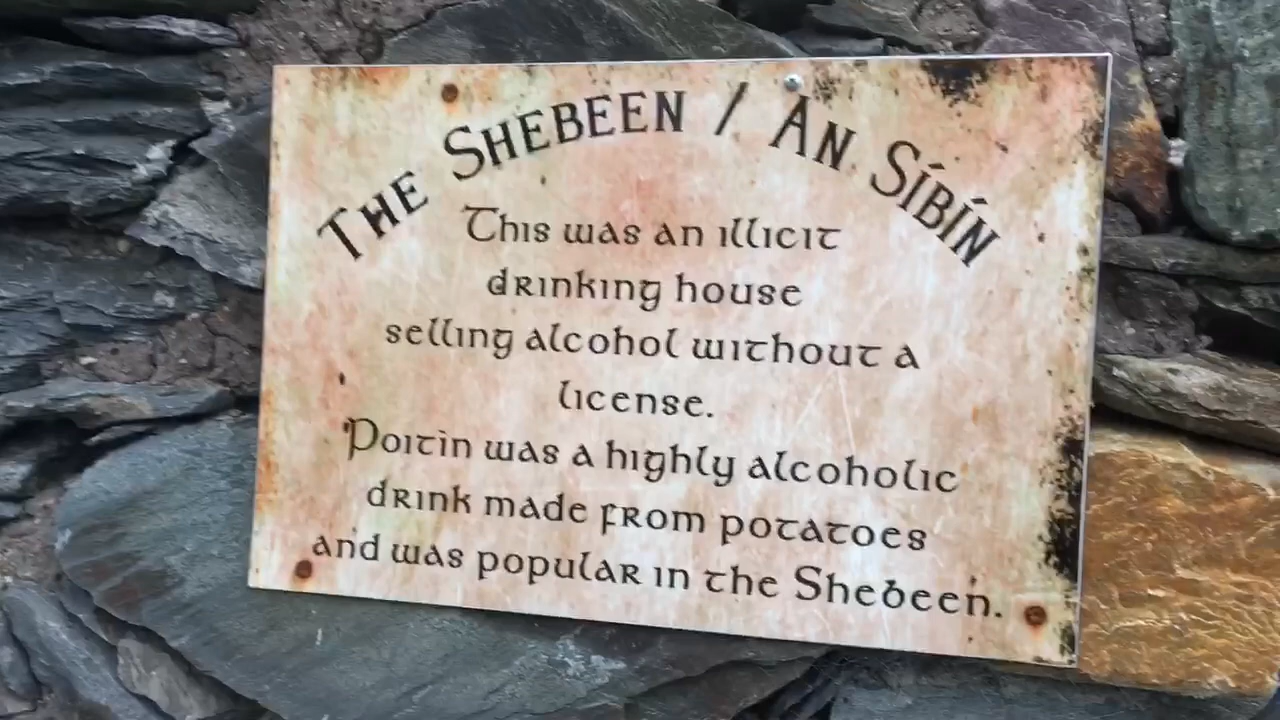 The Shebeen / An Síbín
This was an illicit
drinking house
selling alcohol without a
license.
Poitin was a highly alcoholic
drink made from potatoes
and was popular in the Shebeen.